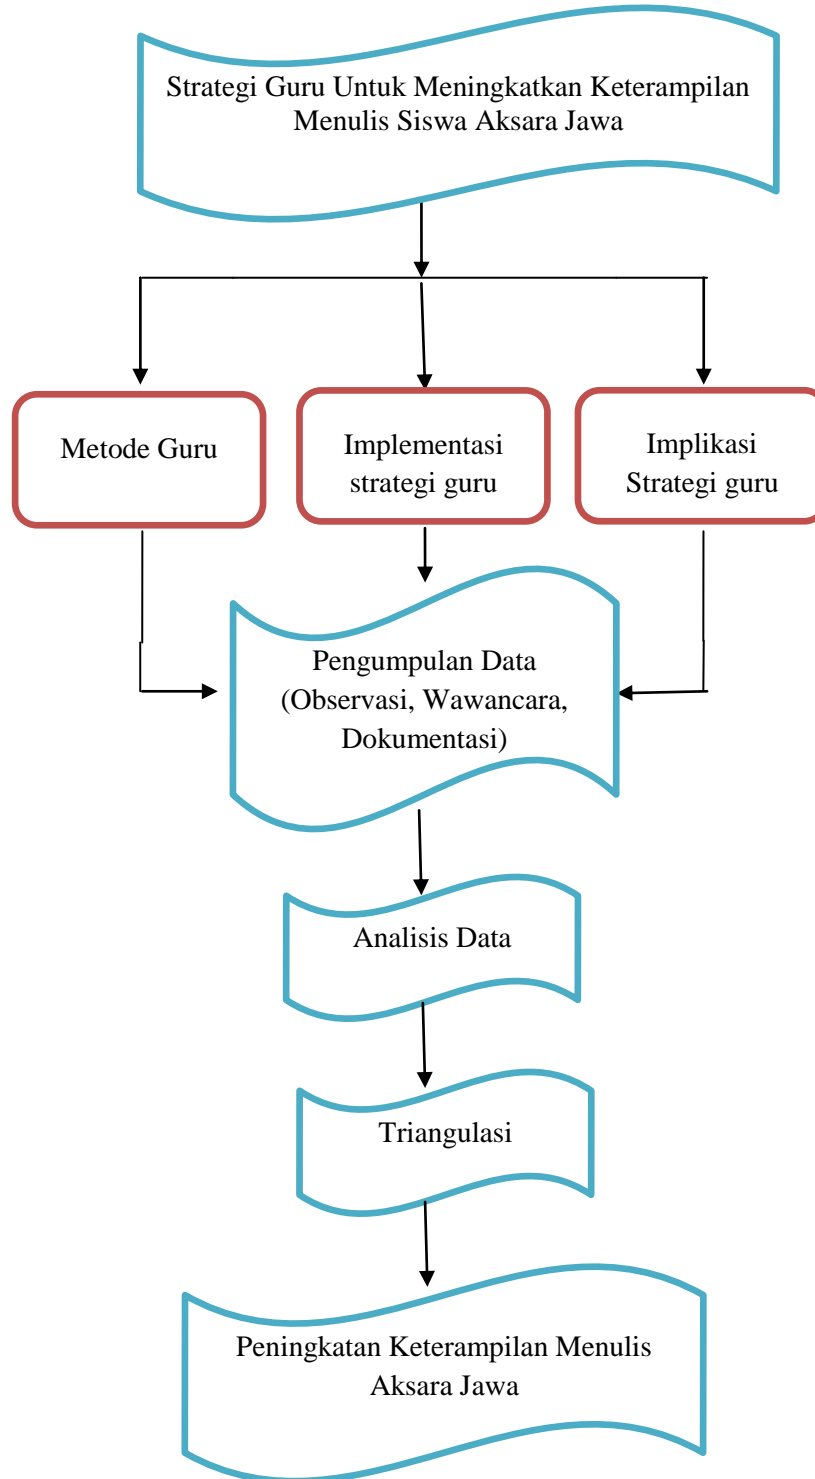 Strategi Guru Untuk Meningkatkan Keterampilan
Menulis Siswa Aksara Jawa
Metode Guru
Implementasi
strategi guru
Implikasi
Strategi guru
Pengumpulan Data
(Observasi, Wawancara,
Dokumentasi)
Analisis Data
Triangulasi
Peningkatan Keterampilan Menulis
Aksara Jawa